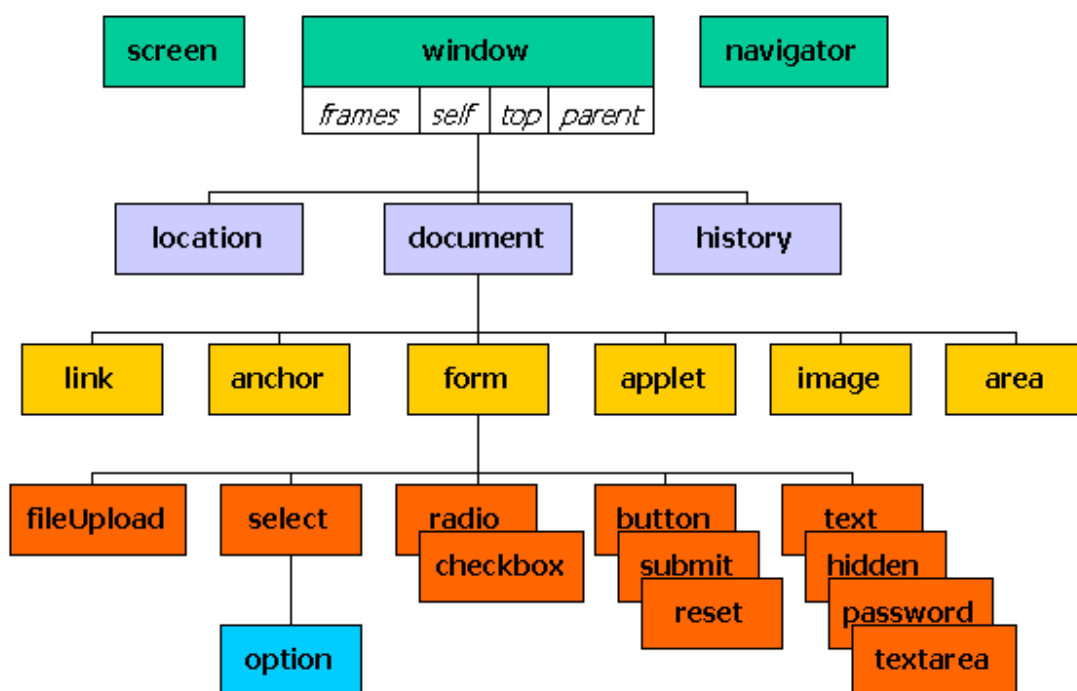 screen window navigator
frames self top parent
location document history
link anchor form applet image area
fileUpload select radio button text
checkbox submit hidden
reset password
option textarea